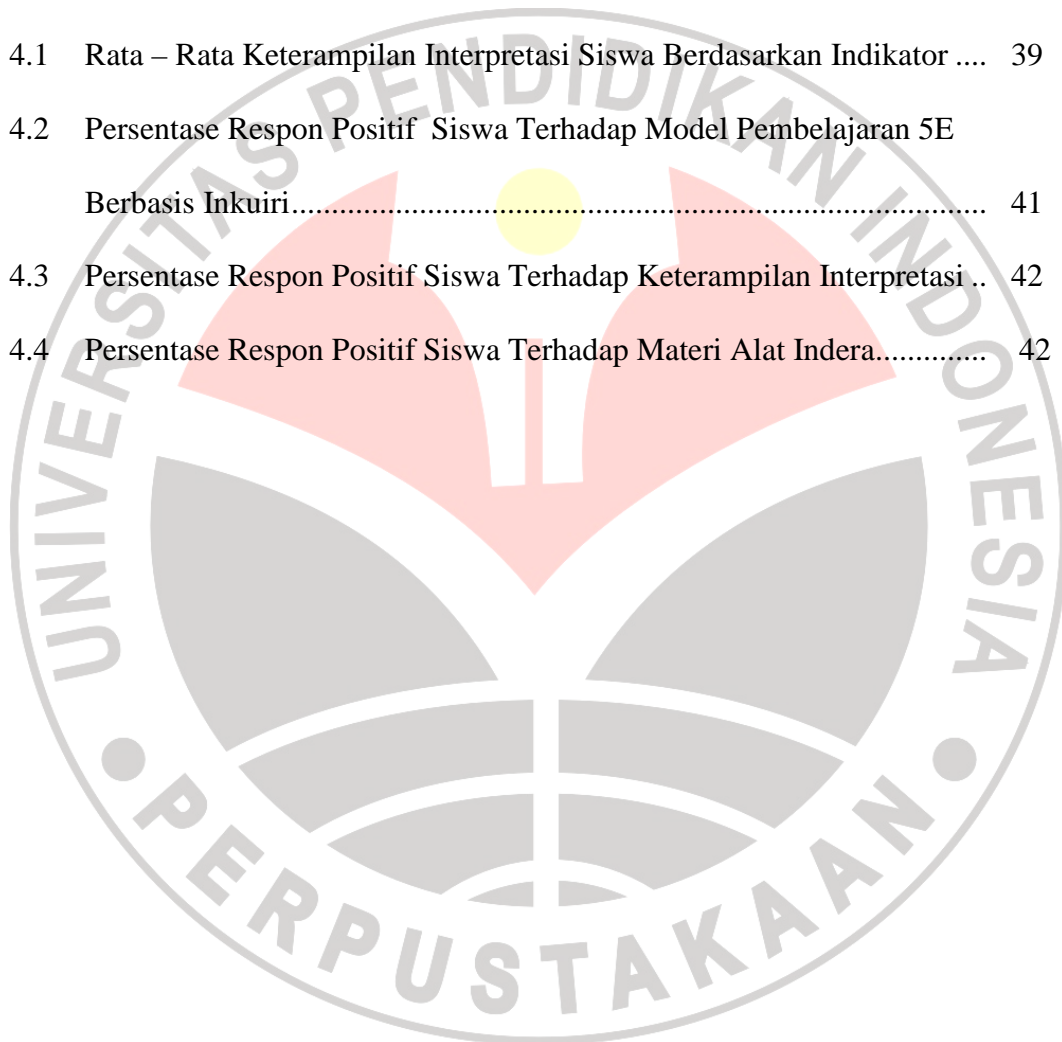 4.1 Rata – Rata Keterampilan Interpretasi Siswa Berdasarkan Indikator .... 39
4.2 Persentase Respon Positif Siswa Terhadap Model Pembelajaran 5E
Berbasis Inkuiri....................................................................................... 41
4.3 Persentase Respon Positif Siswa Terhadap Keterampilan Interpretasi .. 42
4.4 Persentase Respon Positif Siswa Terhadap Materi Alat Indera.............. 42
UNIVERSITAS PENDIDIKAN INDONESIA
PERPUSTAKAAN